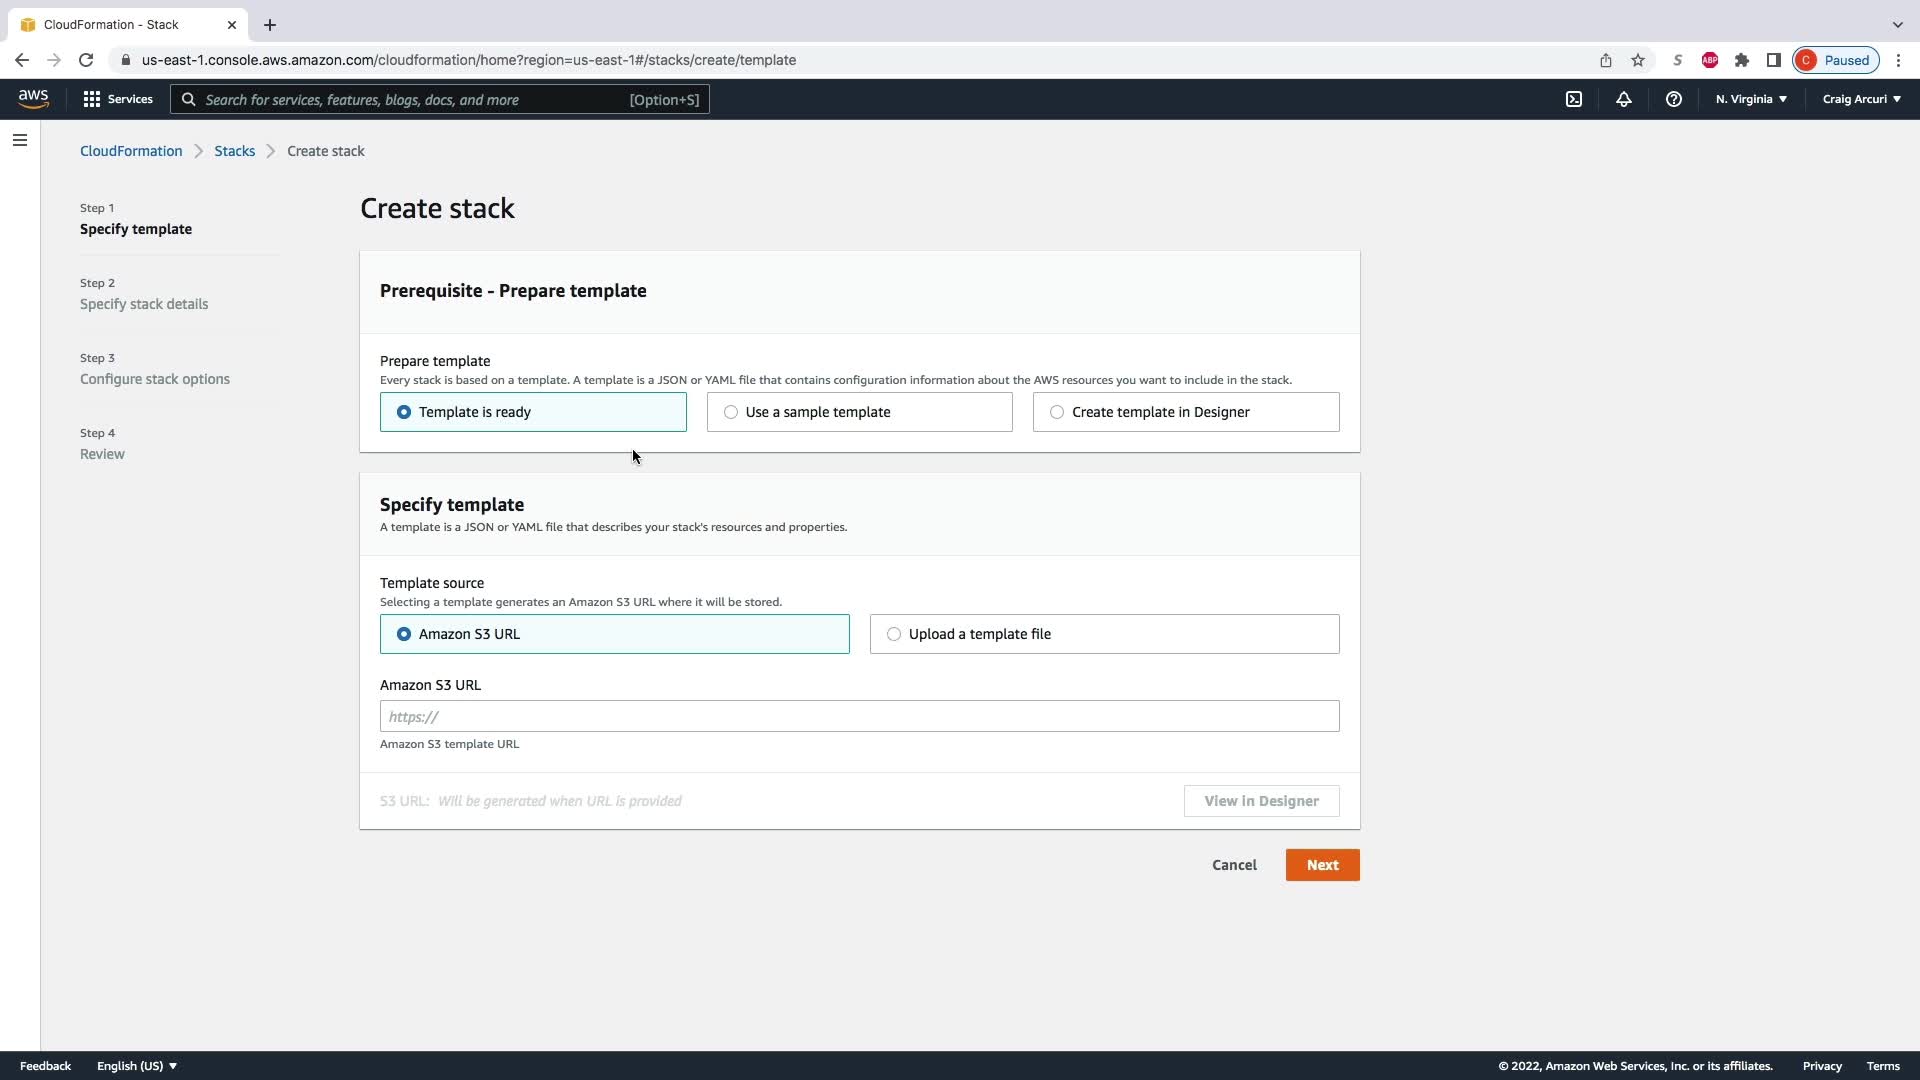 CloudFormation - Stack
us-east-1.console.aws.amazon.com/cloudformation/home?region=us-east-1#/stacks/create/template
S
ABP
C
Paused
aws
Services
Search for services, features, blogs, docs, and more
[Option+S]
N. Virginia
Craig Arcuri
CloudFormation
Stacks
Create stack
Step 1
Specify template
Step 2
Specify stack details
Step 3
Configure stack options
Step 4
Review
Create stack
Prerequisite - Prepare template
Prepare template
Every stack is based on a template. A template is a JSON or YAML file that contains configuration information about the AWS resources you want to include in the stack.
Template is ready
Use a sample template
Create template in Designer
Specify template
A template is a JSON or YAML file that describes your stack's resources and properties.
Template source
Selecting a template generates an Amazon S3 URL where it will be stored.
Amazon S3 URL
Upload a template file
Amazon S3 URL
https://
Amazon S3 template URL
S3 URL: Will be generated when URL is provided
View in Designer
Cancel
Next
Feedback
English (US)
© 2022, Amazon Web Services, Inc. or its affiliates.
Privacy
Terms